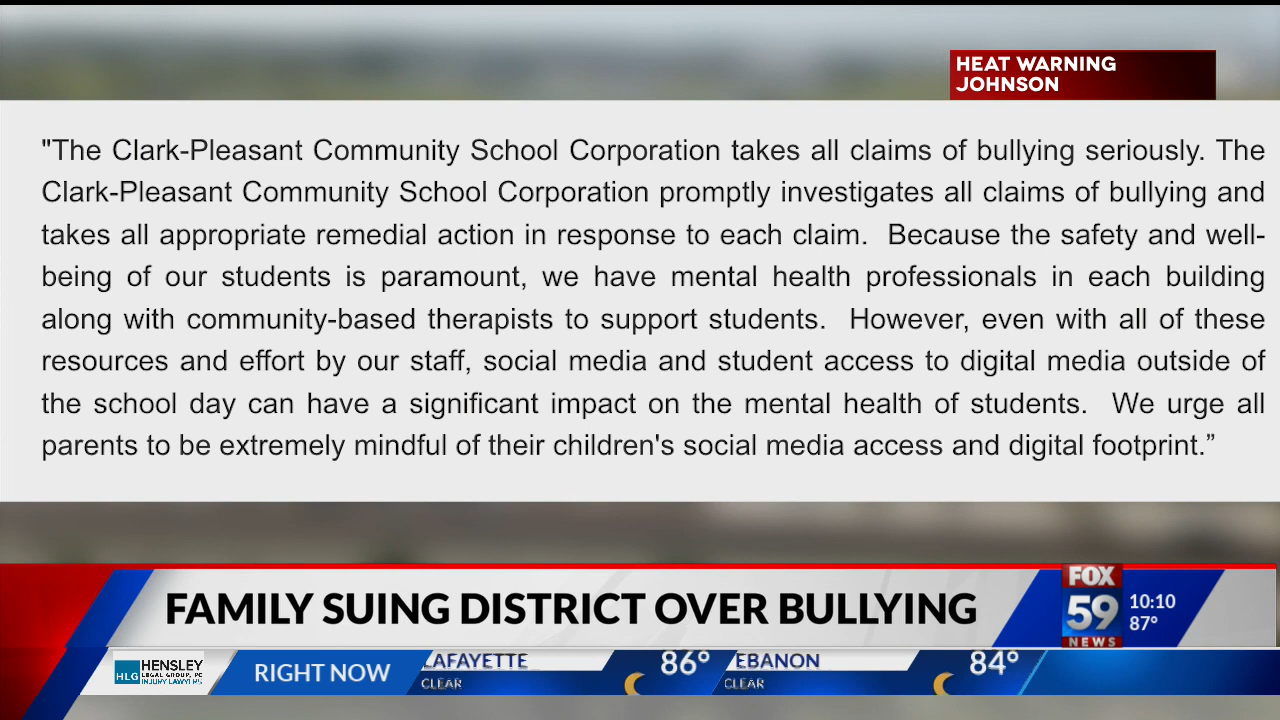 HEAT WARNING
JOHNSON
"The Clark-Pleasant Community School Corporation takes all claims of bullying seriously. The
Clark-Pleasant Community School Corporation promptly investigates all claims of bullying and
takes all appropriate remedial action in response to each claim.  Because the safety and well-
being of our students is paramount, we have mental health professionals in each building
along with community-based therapists to support students.  However, even with all of these
resources and effort by our staff, social media and student access to digital media outside of
the school day can have a significant impact on the mental health of students.  We urge all
parents to be extremely mindful of their children's social media access and digital footprint.”
FAMILY SUING DISTRICT OVER BULLYING
FOX
59
NEWS
10:10
87°
HLG
HENSLEY
LEGAL GROUP, PC
INJURY LAWYERS
RIGHT NOW
LAFAYETTE
CLEAR
86°
EBANON
CLEAR
84°